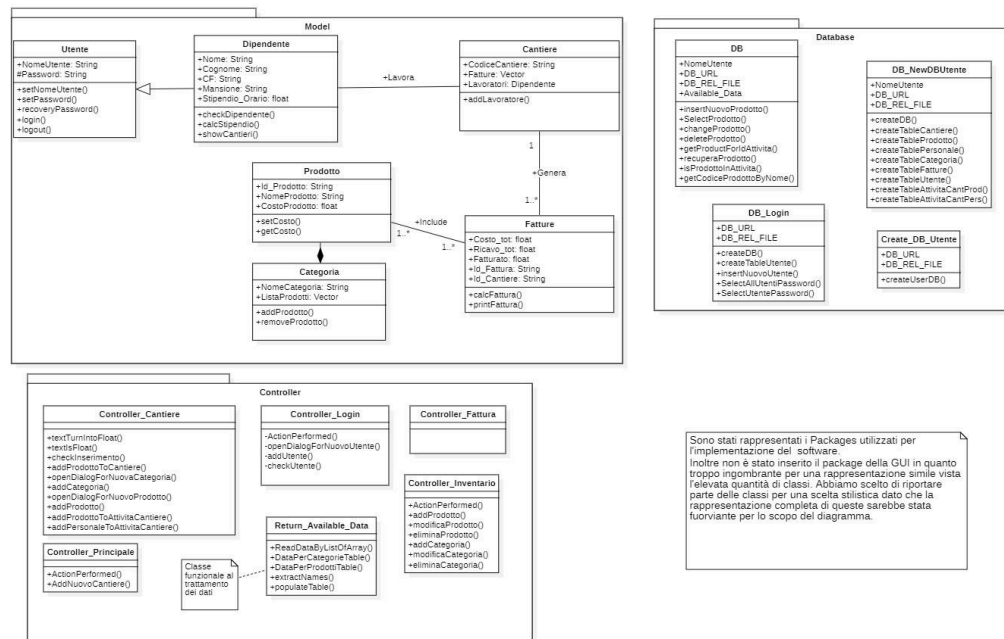 Model
Utente
+NomeUtente: String
#Password: String
+setNomeUtente()
+setPassword()
+recoveryPassword()
+login()
+logout()
Dipendente
+Nome: String
+Cognome: String
+CF: String
+Mansione: String
+Stipendio_Orario: float
+checkDipendente()
+calcStipendio()
+showCantieri()
+Lavora
Cantiere
+CodiceCantiere: String
+Fatture: Vector
+Lavoratori: Dipendente
+addLavoratore()
1
+Genera
1..*
Prodotto
+Id_Prodotto: String
+NomeProdotto: String
+CostoProdotto: float
+setCosto()
+getCosto()
+Include
1..*
1..*
Fatture
+Costo_tot: float
+Ricavo_tot: float
+Fatturato: float
+Id_Fattura: String
+Id_Cantiere: String
+calcFattura()
+printFattura()
Categoria
+NomeCategoria: String
+ListaProdotti: Vector
+addProdotto()
+removeProdotto()
Database
DB
+NomeUtente
+DB_URL
+DB_REL_FILE
+Available_Data
+insertNuovoProdotto()
+SelectProdotto()
+changeProdotto()
+deleteProdotto()
+getProductForIdAttivita()
+recuperaProdotto()
+isProdottoInAttivita()
+getCodiceProdottoByNome()
DB_NewDBUtente
+NomeUtente
+DB_URL
+DB_REL_FILE
+createDB()
+createTableCantiere()
+createTableProdotto()
+createTablePersonale()
+createTableCategoria()
+createTableFatture()
+createTableUtente()
+createTableAttivitaCantProd()
+createTableAttivitaCantPers()
DB_Login
+DB_URL
+DB_REL_FILE
+createDB()
+createTableUtente()
+insertNuovoUtente()
+SelectAllUtentiPassword()
+SelectUtentePassword()
Create_DB_Utente
+DB_URL
+DB_REL_FILE
+createUserDB()
Controller
Controller_Cantiere
+textTurnIntoFloat()
+textIsFloat()
+checkInserimento()
+addProdottoToCantiere()
+openDialogForNuovaCategoria()
+addCategoria()
+openDialogForNuovoProdotto()
+addProdotto()
+addProdottoToAttivitaCantiere()
+addPersonaleToAttivitaCantiere()
Controller_Login
-ActionPerformed()
-openDialogForNuovoUtente()
-addUtente()
-checkUtente()
Controller_Fattura
Controller_Inventario
+ActionPerformed()
+addProdotto()
+modificaProdotto()
+eliminaProdotto()
+addCategoria()
+modificaCategoria()
+eliminaCategoria()
Return_Available_Data
+ReadDataByListOfArray()
+DataPerCategorieTable()
+DataPerProdottiTable()
+extractNames()
+populateTable()
Controller_Principale
+ActionPerformed()
+AddNuovoCantiere()
Classe
funzionale al
trattamento
dei dati
Sono stati rappresentati i Packages utilizzati per
l'implementazione del software.
Inoltre non è stato inserito il package della GUI in quanto
troppo ingombrante per una rappresentazione simile vista
l'elevata quantità di classi. Abbiamo scelto di riportare
parte delle classi per una scelta stilistica dato che la
rappresentazione completa di queste sarebbe stata
fuorviante per lo scopo del diagramma.